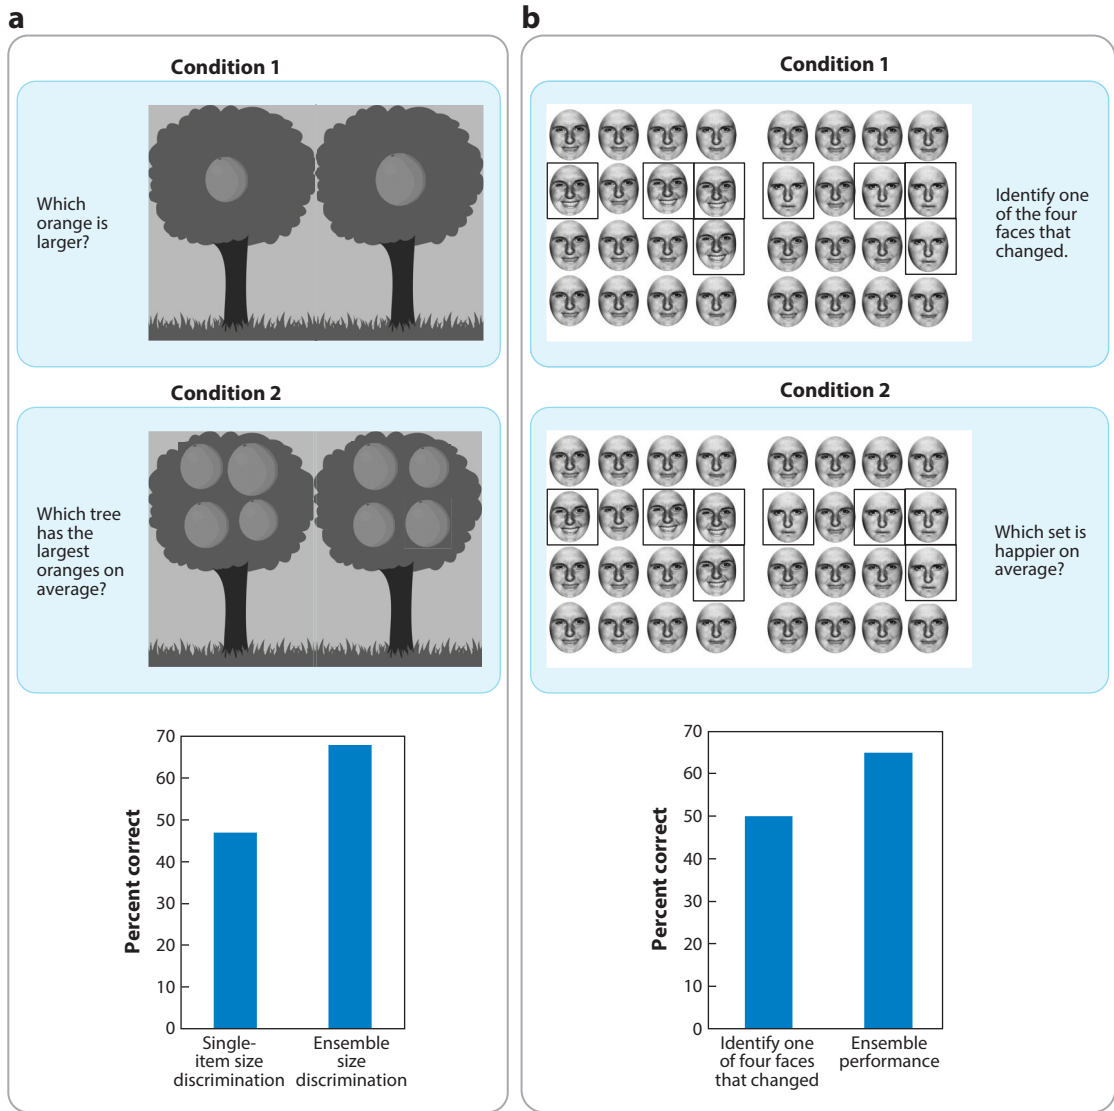 a
Condition 1
Which
orange is
larger?
Condition 2
Which tree
has the
largest
oranges on
average?
Percent correct
70
60
50
40
30
20
10
0
Single-
item size
discrimination
Ensemble
size
discrimination
b
Condition 1
Identify one
of the four
faces that
changed.
Condition 2
Which set is
happier on
average?
Percent correct
70
60
50
40
30
20
10
0
Identify one
of four faces
that changed
Ensemble
performance